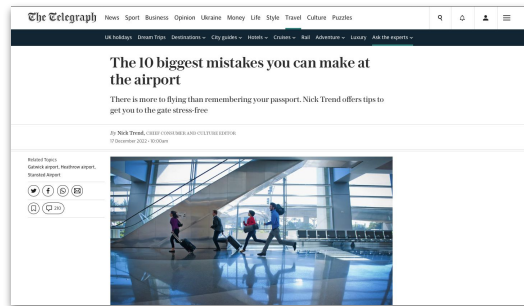 The Telegraph
News Sport Business Opinion Ukraine Money Life Style Travel Culture Puzzles
UK holidays Dream Trips Destinations City guides Hotels Cruises Rail Adventure Luxury Ask the experts
The 10 biggest mistakes you can make at
the airport
There is more to flying than remembering your passport. Nick Trend offers tips to
get you to the gate stress-free
By Nick Trend, CHIEF CONSUMER AND CULTURE EDITOR
17 December 2022 • 10:00am
Related Topics
Gatwick airport, Heathrow airport,
Stansted Airport
210